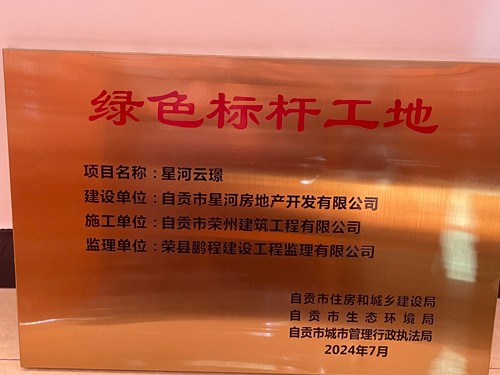 绿色标杆工地
项目名称：星河云璟
建设单位：自贡市星河房地产开发有限公司
施工单位：自贡市荣州建筑工程有限公司
监理单位：荣县鹏程建设工程监理有限公司
自贡市住房和城乡建设局
自贡市生态环境局
自贡市城市管理行政执法局
2024年7月